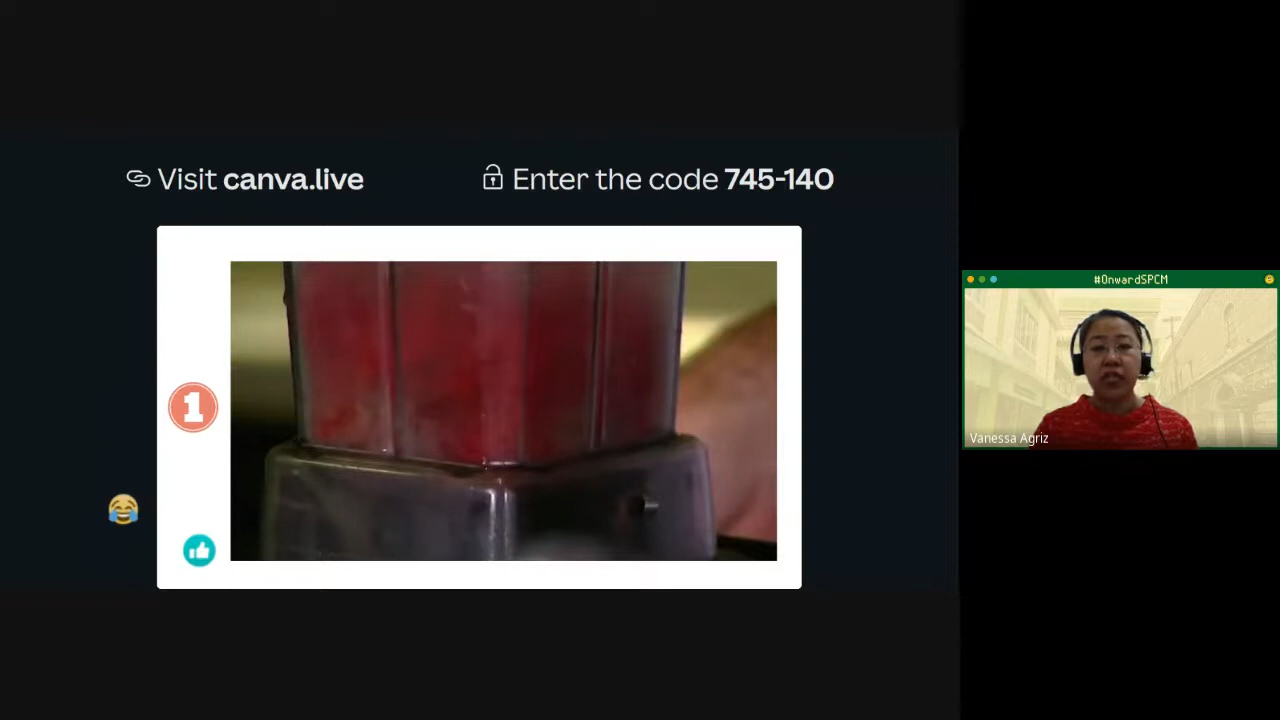 Visit canva.live
Enter the code 745-140
1
#OnwardSPCM
Vanessa Agriz